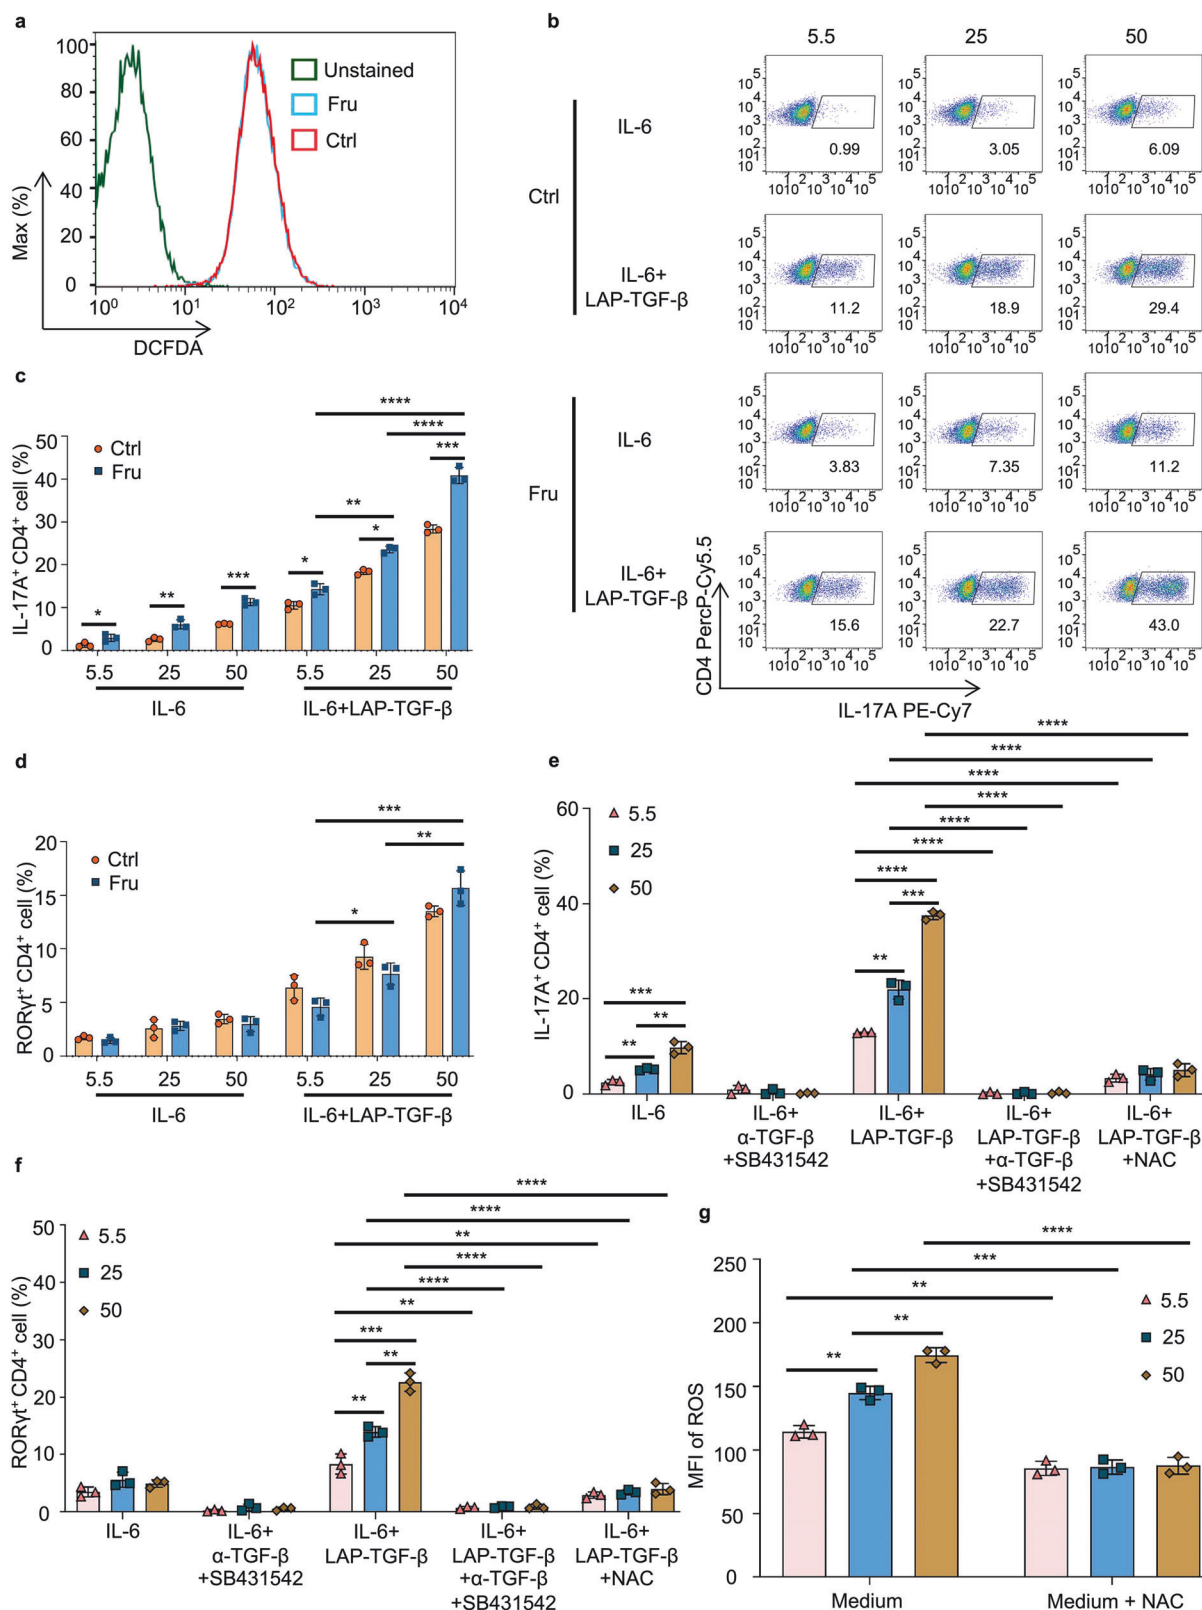 a
100
80
60
40
20
0
Max (%)
Unstained
Fru
Ctrl
10⁰
10¹
10²
10³
10⁴
DCFDA
b
5.5
25
50
Ctrl
IL-6
0.99
3.05
6.09
IL-6+
LAP-TGF-β
11.2
18.9
29.4
Fru
IL-6
3.83
7.35
11.2
IL-6+
LAP-TGF-β
15.6
22.7
43.0
CD4 PercP-Cy5.5
IL-17A PE-Cy7
c
IL-17A⁺ CD4⁺ cell (%)
50
40
30
20
10
0
Ctrl
Fru
****
****
***
**
*
*
***
**
*
5.5 25 50 5.5 25 50
IL-6 IL-6+LAP-TGF-β
d
RORγt⁺ CD4⁺ cell (%)
20
15
10
5
0
Ctrl
Fru
***
**
*
5.5 25 50 5.5 25 50
IL-6 IL-6+LAP-TGF-β
e
IL-17A⁺ CD4⁺ cell (%)
60
40
20
0
5.5
25
50
****
****
****
****
****
****
****
***
**
***
**
**
IL-6
IL-6+
α-TGF-β
+SB431542
IL-6+
LAP-TGF-β
IL-6+
LAP-TGF-β
+α-TGF-β
+SB431542
IL-6+
LAP-TGF-β
+NAC
f
RORγt⁺ CD4⁺ cell (%)
50
40
30
20
10
0
5.5
25
50
****
****
**
****
****
**
***
**
**
IL-6
IL-6+
α-TGF-β
+SB431542
IL-6+
LAP-TGF-β
IL-6+
LAP-TGF-β
+α-TGF-β
+SB431542
IL-6+
LAP-TGF-β
+NAC
g
MFI of ROS
250
200
150
100
50
0
5.5
25
50
****
***
**
**
**
Medium
Medium + NAC